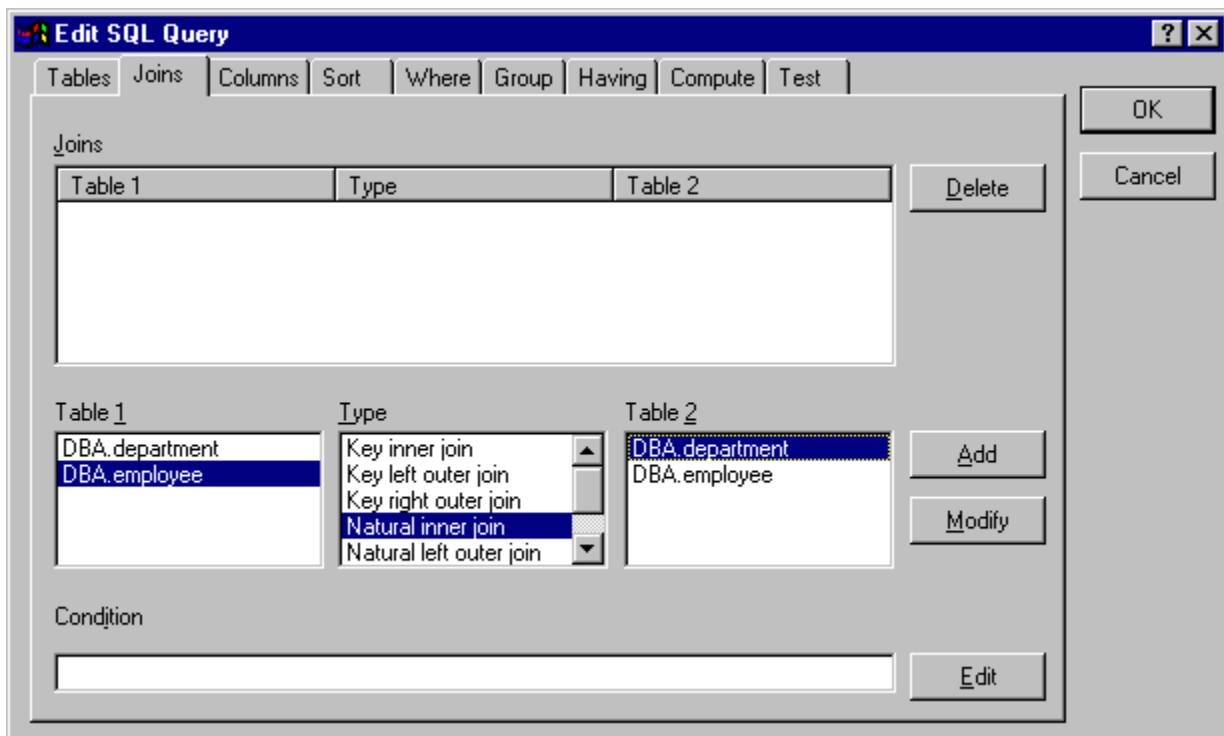 Edit SQL Query
Tables Joins Columns Sort Where Group Having Compute Test
OK
Cancel
Joins
Table 1 Type Table 2
Delete
Table 1
DBA.department
DBA.employee
Type
Key inner join
Key left outer join
Key right outer join
Natural inner join
Natural left outer join
Table 2
DBA.department
DBA.employee
Add
Modify
Condition
Edit